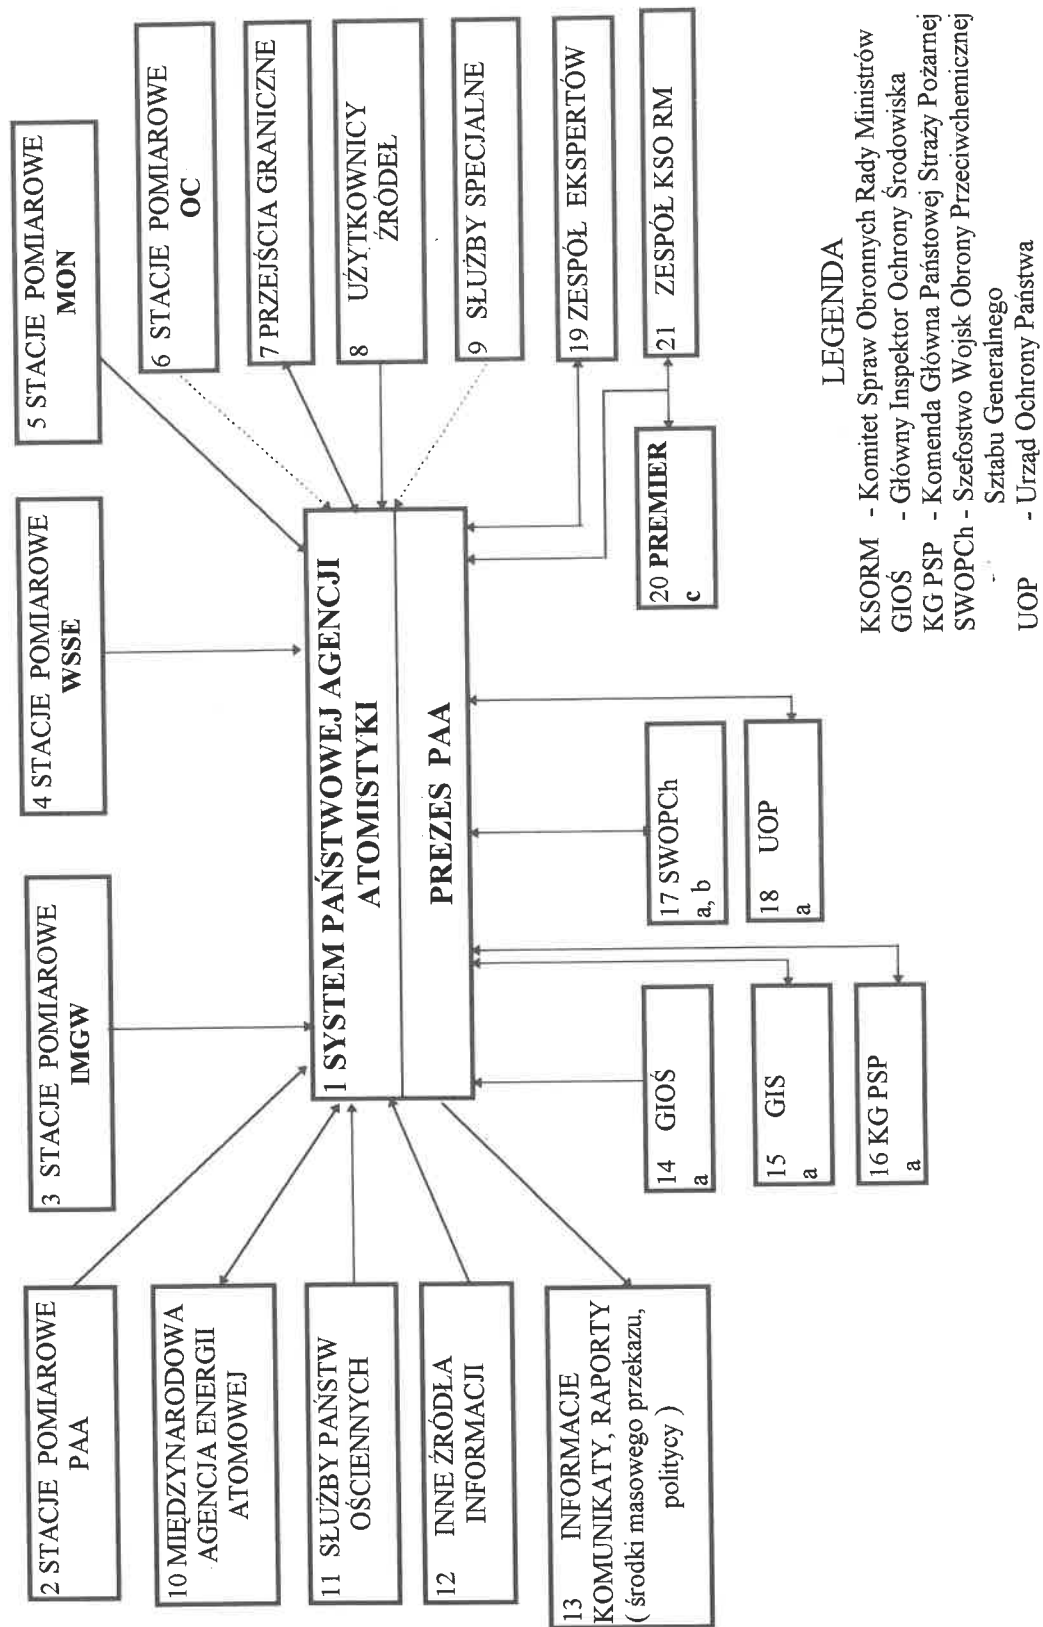 2 STACJE POMIAROWE
PAA
3 STACJE POMIAROWE
IMGW
4 STACJE POMIAROWE
WSSE
5 STACJE POMIAROWE
MON
6 STACJE POMIAROWE
OC
7 PRZEJŚCIA GRANICZNE
8 UŻYTKOWNICY
ŹRÓDEŁ
9 SŁUŻBY SPECJALNE
10 MIĘDZYNARODOWA
AGENCJA ENERGII
ATOMOWEJ
11 SŁUŻBY PAŃSTW
OŚCIENNYCH
12 INNE ŹRÓDŁA
INFORMACJI
13 INFORMACJE
KOMUNIKATY, RAPORTY
( środki masowego przekazu,
politycy )
1 SYSTEM PAŃSTWOWEJ AGENCJI
ATOMISTYKI
PREZES PAA
14 GIOŚ
a
15 GIS
a
16 KG PSP
a
17 SWOPCh
a, b
18 UOP
a
19 ZESPÓŁ EKSPERTÓW
20 PREMIER
c
21 ZESPÓŁ KSO RM
LEGENDA
KSORM - Komitet Spraw Obronnych Rady Ministrów
GIOŚ - Główny Inspektor Ochrony Środowiska
KG PSP - Komenda Główna Państowej Straży Pożarnej
SWOPCh - Szefostwo Wojsk Obrony Przeciwchemicznej
- Sztabu Generalnego
UOP - Urząd Ochrony Państwa